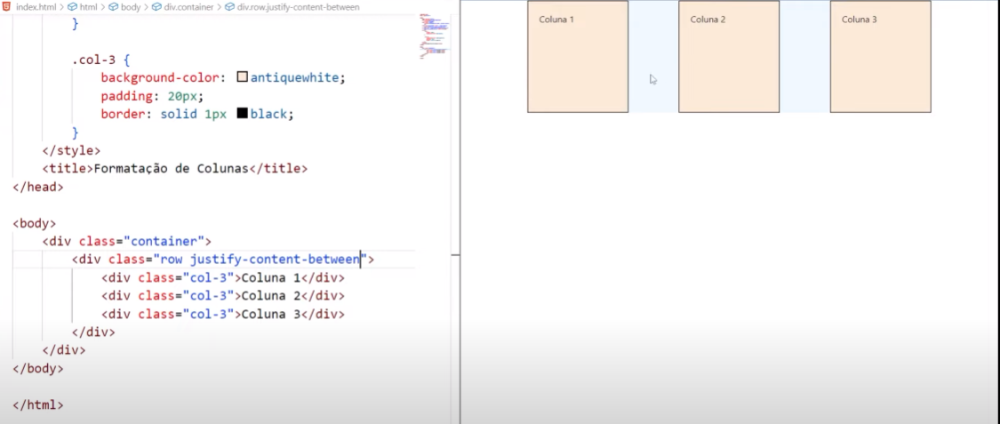 index.html > html > body > div.container > div.row.justify-content-between
}
.col-3 {
background-color: antiquewhite;
padding: 20px;
border: solid 1px black;
}
</style>
<title>Formatação de Colunas</title>
</head>
<body>
<div class="container">
<div class="row justify-content-between">
<div class="col-3">Coluna 1</div>
<div class="col-3">Coluna 2</div>
<div class="col-3">Coluna 3</div>
</div>
</div>
</body>
</html>
Coluna 1
Coluna 2
Coluna 3